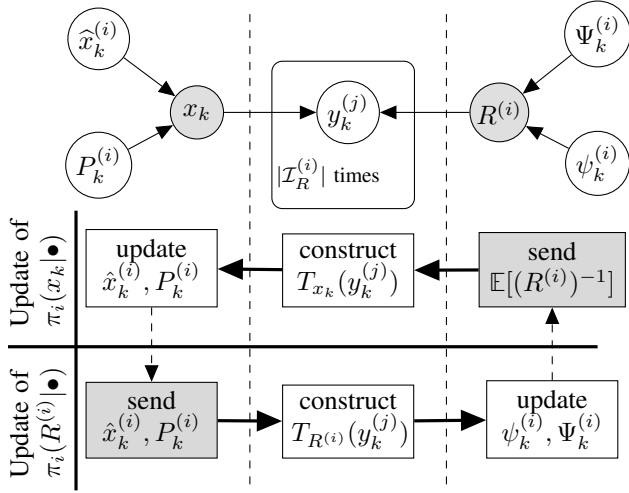 x̂_k^{(i)}
Ψ_k^{(i)}
x_k
y_k^{(j)}
R^{(i)}
P_k^{(i)}
|ℐ_R^{(i)}| times
ψ_k^{(i)}
Update of
π_i(x_k|●)
update
x̂_k^{(i)}, P_k^{(i)}
construct
T_{x_k}(y_k^{(j)})
send
𝔼[(R^{(i)})^{-1}]
Update of
π_i(R^{(i)}|●)
send
x̂_k^{(i)}, P_k^{(i)}
construct
T_{R^{(i)}}(y_k^{(j)})
update
ψ_k^{(i)}, Ψ_k^{(i)}